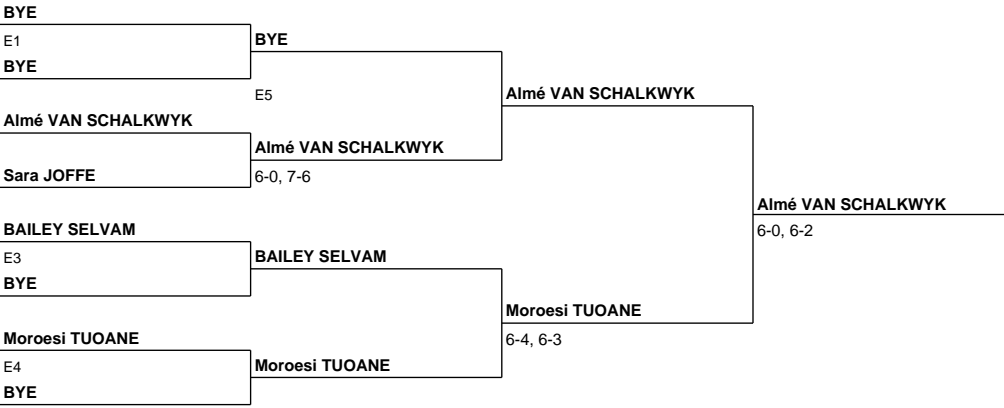 BYE
E1
BYE
BYE
E5
Almé VAN SCHALKWYK
Almé VAN SCHALKWYK
Almé VAN SCHALKWYK
Sara JOFFE
6-0, 7-6
Almé VAN SCHALKWYK
6-0, 6-2
BAILEY SELVAM
E3
BYE
BAILEY SELVAM
Moroesi TUOANE
6-4, 6-3
Moroesi TUOANE
E4
BYE
Moroesi TUOANE